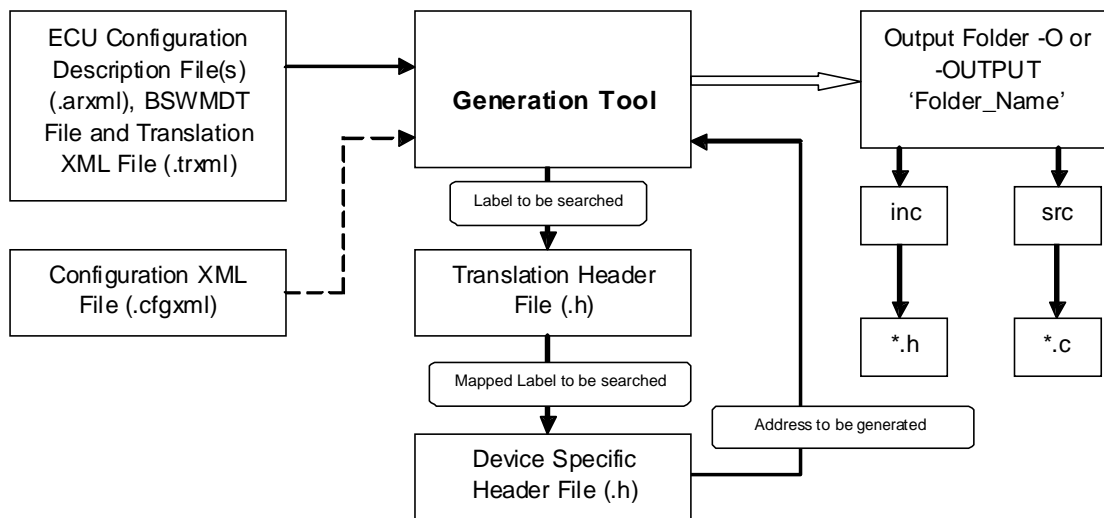 ECU Configuration
Description File(s)
(.arxml), BSWMDT
File and Translation
XML File (.trxml)
Configuration XML
File (.cfgxml)
Generation Tool
Label to be searched
Translation Header
File (.h)
Mapped Label to be searched
Device Specific
Header File (.h)
Address to be generated
Output Folder -O or
-OUTPUT
‘Folder_Name’
inc
src
*.h
*.c